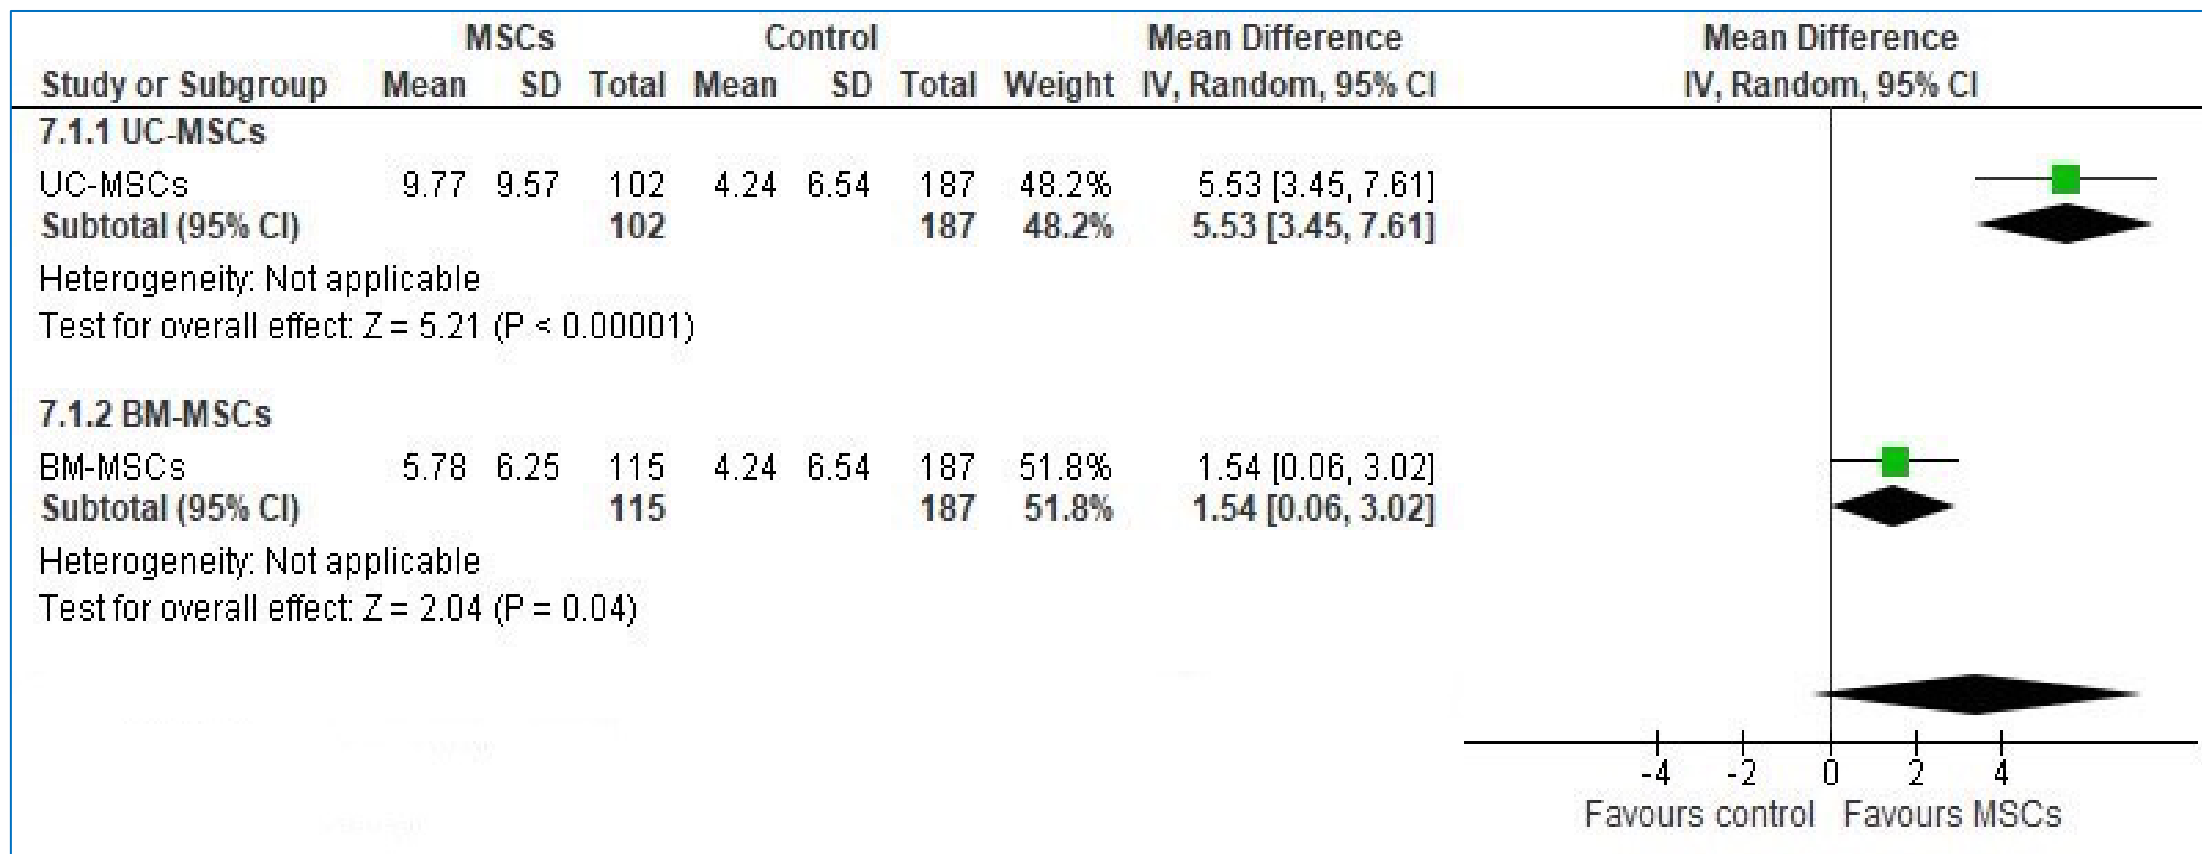 MSCs Control Mean Difference Mean Difference
Study or Subgroup Mean SD Total Mean SD Total Weight IV, Random, 95% CI IV, Random, 95% CI
7.1.1 UC-MSCs
UC-MSCs 9.77 9.57 102 4.24 6.54 187 48.2% 5.53 [3.45, 7.61]
Subtotal (95% CI) 102 187 48.2% 5.53 [3.45, 7.61]
Heterogeneity: Not applicable
Test for overall effect: Z = 5.21 (P < 0.00001)
7.1.2 BM-MSCs
BM-MSCs 5.78 6.25 115 4.24 6.54 187 51.8% 1.54 [0.06, 3.02]
Subtotal (95% CI) 115 187 51.8% 1.54 [0.06, 3.02]
Heterogeneity: Not applicable
Test for overall effect: Z = 2.04 (P = 0.04)
-4 -2 0 2 4
Favours control Favours MSCs